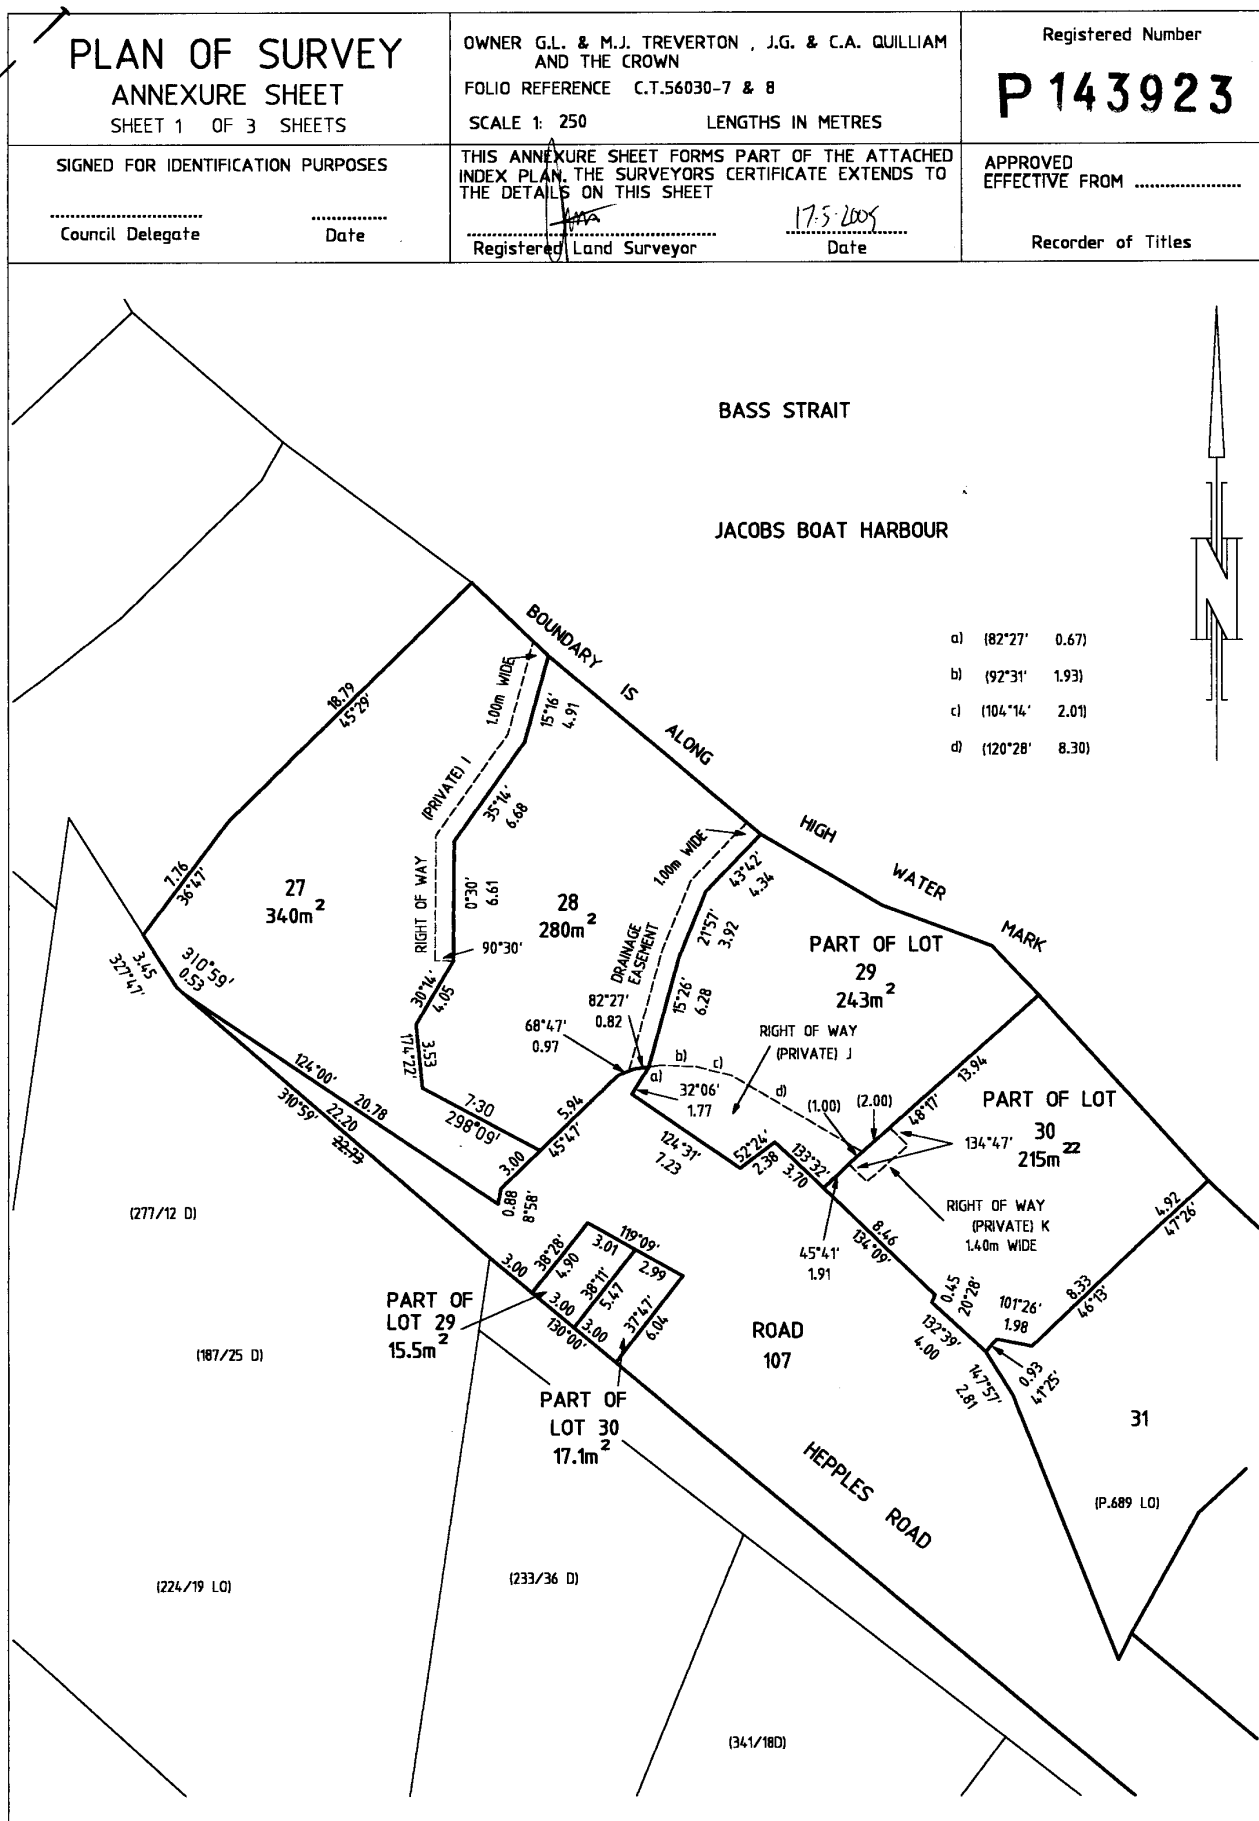 PLAN OF SURVEY
ANNEXURE SHEET
SHEET 1 OF 3 SHEETS
OWNER G.L. & M.J. TREVERTON , J.G. & C.A. QUILLIAM
AND THE CROWN
FOLIO REFERENCE C.T.56030-7 & 8
SCALE 1: 250 LENGTHS IN METRES
Registered Number
P 143923
SIGNED FOR IDENTIFICATION PURPOSES
Council Delegate Date
THIS ANNEXURE SHEET FORMS PART OF THE ATTACHED
INDEX PLAN. THE SURVEYORS CERTIFICATE EXTENDS TO
THE DETAILS ON THIS SHEET
17.5.2005
Registered Land Surveyor Date
APPROVED
EFFECTIVE FROM
Recorder of Titles
BASS STRAIT
JACOBS BOAT HARBOUR
N
a) (82°27' 0.67)
b) (92°31' 1.93)
c) (104°14' 2.01)
d) (120°28' 8.30)
BOUNDARY IS ALONG HIGH WATER MARK
18.79
45°29'
1.00m WIDE
15°16'
4.91
(PRIVATE) I
35°14'
6.68
RIGHT OF WAY
0°30'
6.61
7.76
36°47'
27
340m²
28
280m²
90°30'
1.00m WIDE
43°42'
4.34
21°57'
3.92
DRAINAGE
EASEMENT
15°26'
6.28
PART OF LOT
29
243m²
3.45
327°47'
310°59'
0.53
30°14'
4.05
82°27'
0.82
68°47'
0.97
3.53
174°22'
RIGHT OF WAY
(PRIVATE) J
b)
c)
a)
d)
32°06'
1.77
(1.00)
(2.00)
13.94
48°17'
PART OF LOT
30
215m²²
134°47'
124°00'
20.78
310°59'
22.20
22.73
7.30
298°09'
5.94
45°47'
3.00
124°31'
7.23
52°24'
2.38
133°32'
3.70
RIGHT OF WAY
(PRIVATE) K
1.40m WIDE
4.92
47°26'
0.88
8°58'
(277/12 D)
45°41'
1.91
8.46
134°09'
3.00
38°28'
4.90
3.01
119°09'
38°11'
5.47
2.99
37°47'
6.04
3.00
130°00'
3.00
0.45
20°28'
101°26'
1.98
8.33
46°13'
132°39'
4.00
0.93
41°25'
147°57'
2.81
PART OF
LOT 29
15.5m²
(187/25 D)
ROAD
107
PART OF
LOT 30
17.1m²
31
HEPPLES ROAD
(P.689 LO)
(224/19 LO)
(233/36 D)
(341/18D)